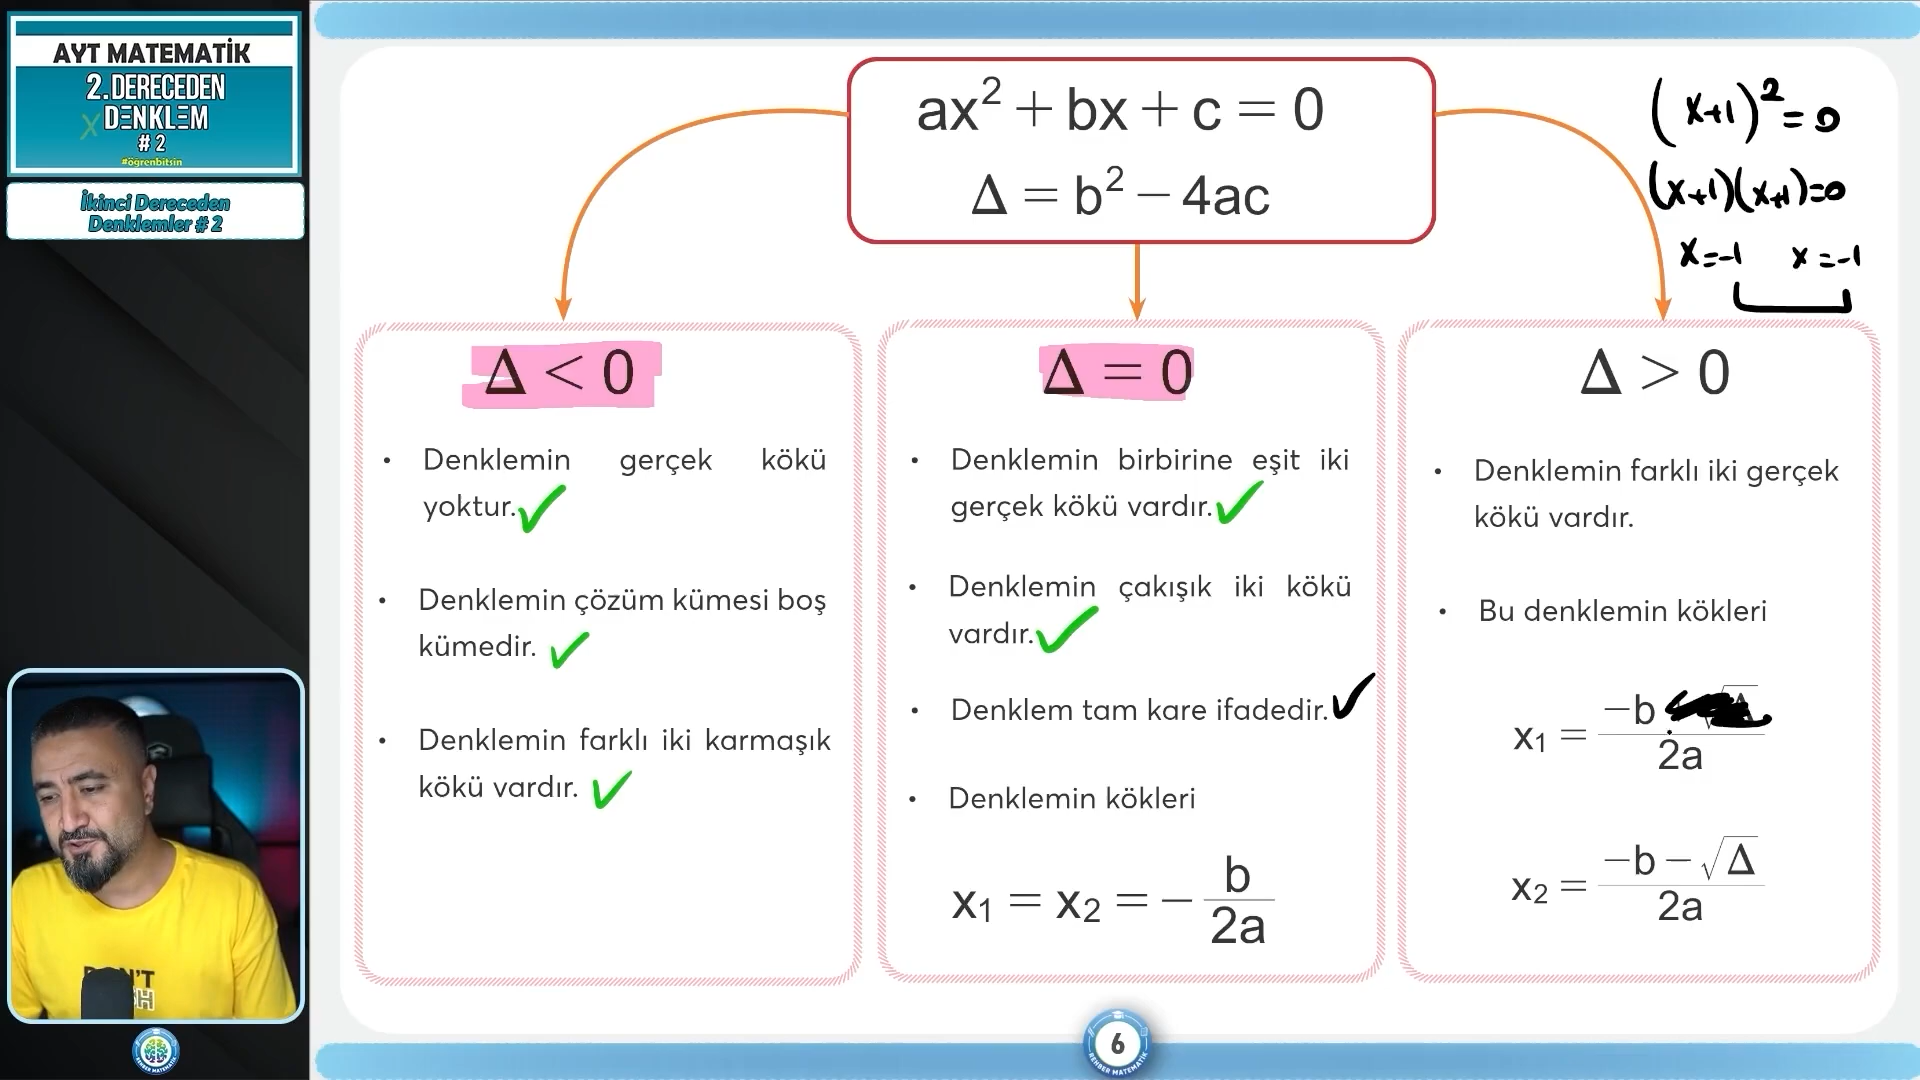 AYT MATEMATİK
2.DERECEDEN
DENKLEM
# 2
#öğrenbitsin
İkinci Dereceden
Denklemler # 2
ax² + bx + c = 0
Δ = b² − 4ac
(x+1)² = 0
(x+1)(x+1)=0
x=-1 x=-1
Δ < 0
• Denklemin gerçek kökü
yoktur.
• Denklemin çözüm kümesi boş
kümedir.
• Denklemin farklı iki karmaşık
kökü vardır.
Δ = 0
• Denklemin birbirine eşit iki
gerçek kökü vardır.
• Denklemin çakışık iki kökü
vardır.
• Denklem tam kare ifadedir.
• Denklemin kökleri
x₁ = x₂ = − b
2a
Δ > 0
• Denklemin farklı iki gerçek
kökü vardır.
• Bu denklemin kökleri
x₁ = −b
2a
x₂ = −b − √Δ
2a
6
REHBER MATEMATİK